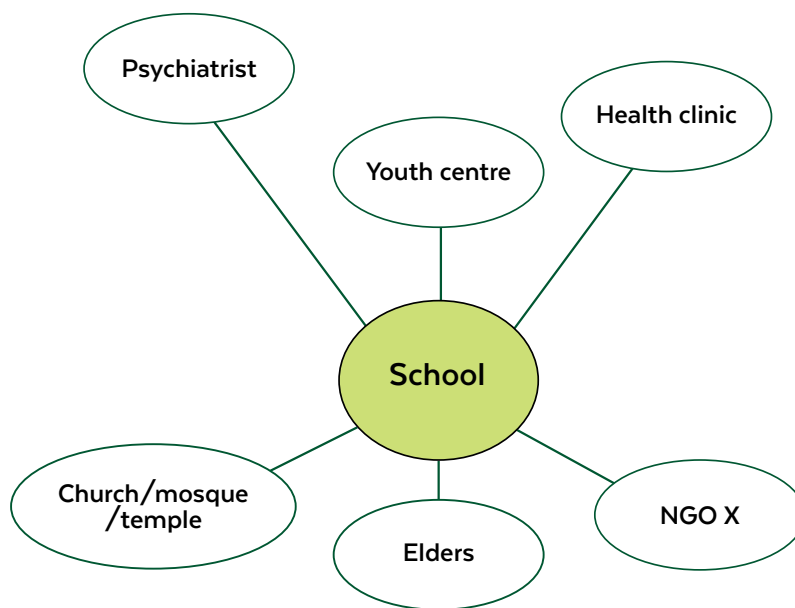 Psychiatrist
Health clinic
Youth centre
School
Church/mosque
/temple
NGO X
Elders